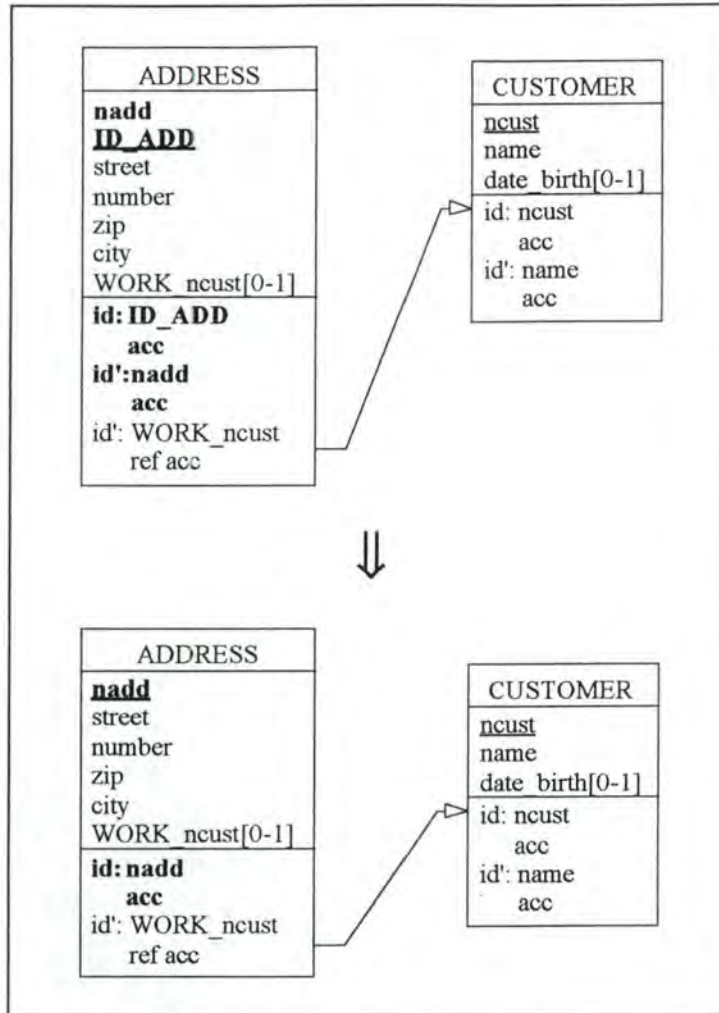 ADDRESS
nadd
ID_ADD
street
number
zip
city
WORK_ncust[0-1]
id: ID_ADD
acc
id':nadd
acc
id': WORK_ncust
ref acc
CUSTOMER
ncust
name
date_birth[0-1]
id: ncust
acc
id': name
acc
⇓
ADDRESS
nadd
street
number
zip
city
WORK_ncust[0-1]
id: nadd
acc
id': WORK_ncust
ref acc
CUSTOMER
ncust
name
date_birth[0-1]
id: ncust
acc
id': name
acc